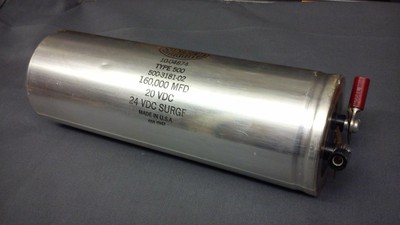 TYPE 500
500-3181-02
160,000 MFD
20 VDC
24 VDC SURGE
MADE IN U.S.A.